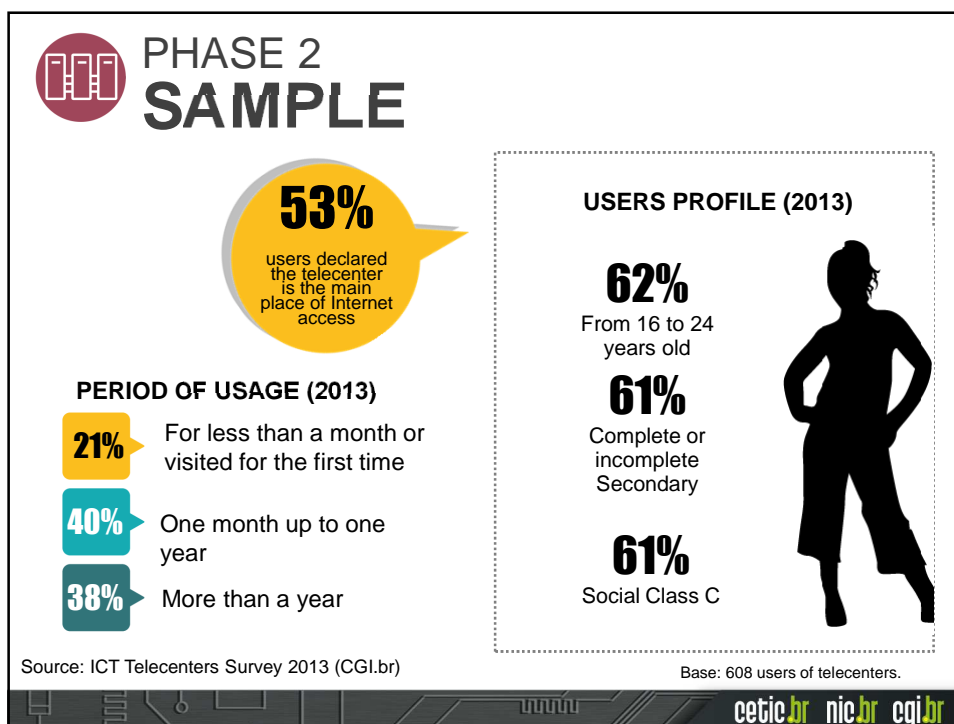 PHASE 2
SAMPLE
53%
users declared
the telecenter
is the main
place of Internet
access
PERIOD OF USAGE (2013)
21%
For less than a month or
visited for the first time
40%
One month up to one
year
38%
More than a year
USERS PROFILE (2013)
62%
From 16 to 24
years old
61%
Complete or
incomplete
Secondary
61%
Social Class C
Source: ICT Telecenters Survey 2013 (CGI.br)
Base: 608 users of telecenters.
cetic.br nic.br cgi.br